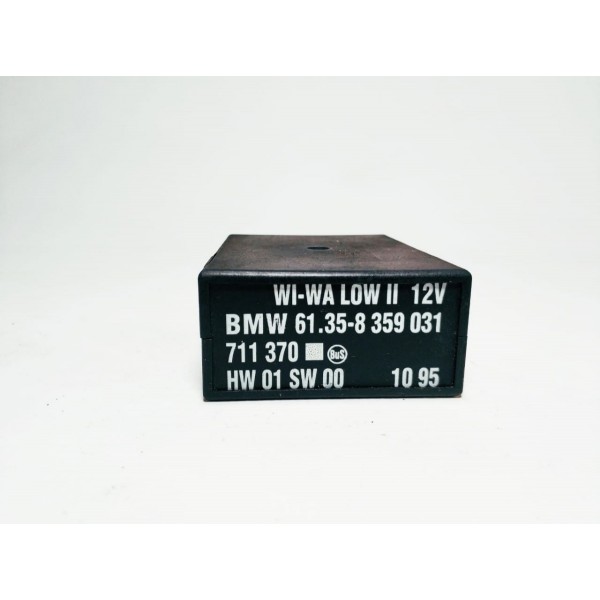 WI-WA LOW II 12V
BMW 61.35-8 359 031
711 370 BuS
HW 01 SW 00 10 95